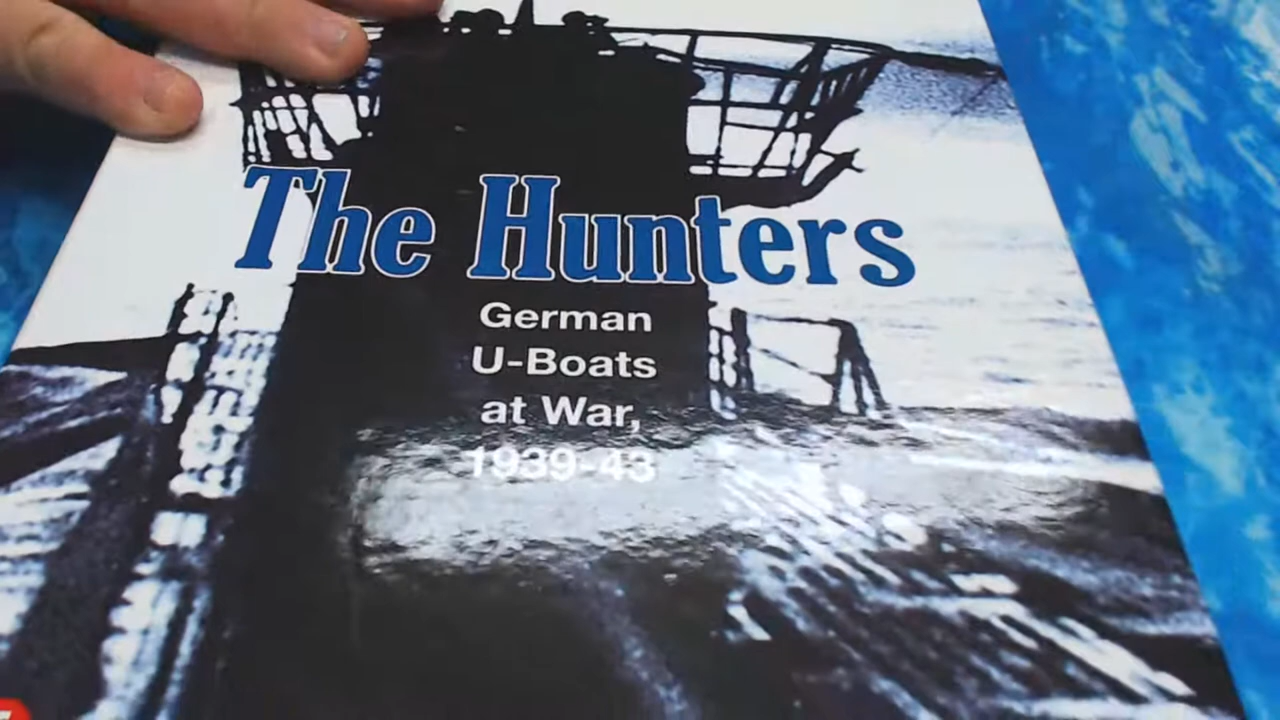 The Hunters
German
U-Boats
at War,
1939-43